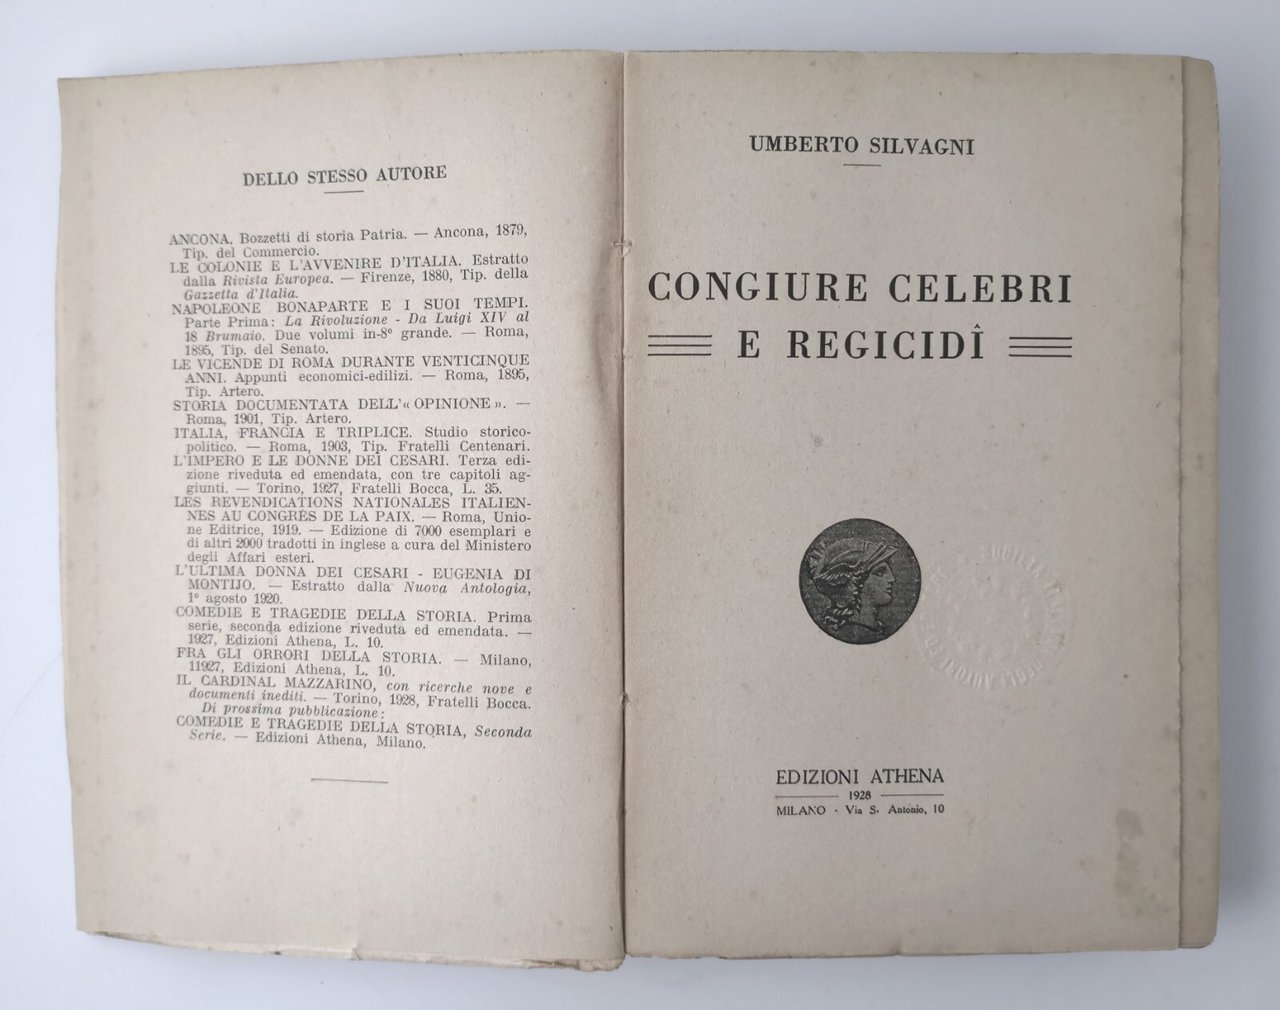 DELLO STESSO AUTORE
ANCONA. Bozzetti di storia Patria. — Ancona, 1879,
Tip. del Commercio.
LE COLONIE E L'AVVENIRE D'ITALIA. Estratto
dalla Rivista Europea. — Firenze, 1880, Tip. della
Gazzetta d'Italia.
NAPOLEONE BONAPARTE E I SUOI TEMPI.
Parte Prima: La Rivoluzione - Da Luigi XIV al
18 Brumaio. Due volumi in-8° grande. — Roma,
1895, Tip. del Senato.
LE VICENDE DI ROMA DURANTE VENTICINQUE
ANNI. Appunti economici-edilizi. — Roma, 1895,
Tip. Artero.
STORIA DOCUMENTATA DELL'« OPINIONE ». —
Roma, 1901, Tip. Artero.
ITALIA, FRANCIA E TRIPLICE. Studio storico-
politico. — Roma, 1903, Tip. Fratelli Centenari.
L'IMPERO E LE DONNE DEI CESARI. Terza edi-
zione riveduta ed emendata, con tre capitoli ag-
giunti. — Torino, 1927, Fratelli Bocca, L. 35.
LES REVENDICATIONS NATIONALES ITALIEN-
NES AU CONGRES DE LA PAIX. — Roma, Unio-
ne Editrice, 1919. — Edizione di 7000 esemplari e
di altri 2000 tradotti in inglese a cura del Ministero
degli Affari esteri.
L'ULTIMA DONNA DEI CESARI - EUGENIA DI
MONTIJO. — Estratto dalla Nuova Antologia,
1° agosto 1920.
COMEDIE E TRAGEDIE DELLA STORIA. Prima
serie, seconda edizione riveduta ed emendata. —
1927, Edizioni Athena, L. 10.
FRA GLI ORRORI DELLA STORIA. — Milano,
11927, Edizioni Athena, L. 10.
IL CARDINAL MAZZARINO, con ricerche nove e
documenti inediti. — Torino, 1928, Fratelli Bocca.
Di prossima pubblicazione:
COMEDIE E TRAGEDIE DELLA STORIA, Seconda
Serie. — Edizioni Athena, Milano.
UMBERTO SILVAGNI
CONGIURE CELEBRI
E REGICIDÎ
EDIZIONI ATHENA
1928
MILANO - Via S. Antonio, 10